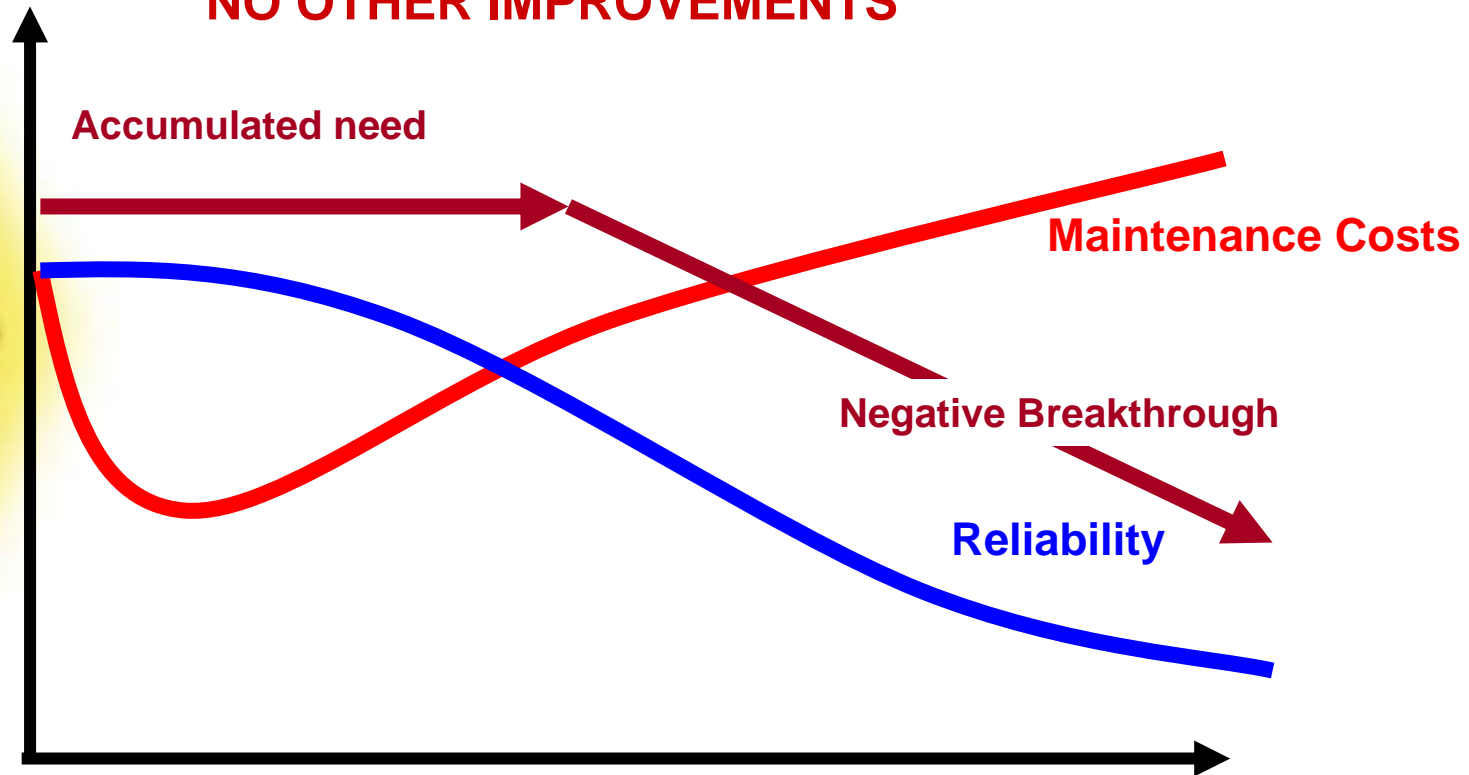 NO OTHER IMPROVEMENTS
Accumulated need
Maintenance Costs
Negative Breakthrough
Reliability